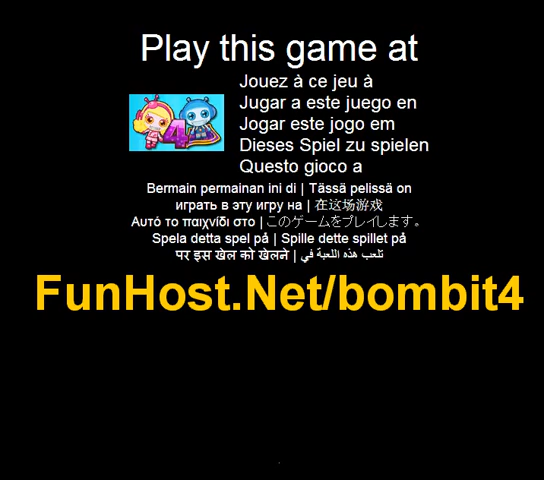 Play this game at
Jouez à ce jeu à
Jugar a este juego en
Jogar este jogo em
Dieses Spiel zu spielen
Questo gioco a
4
Bermain permainan ini di | Tässä pelissä on
играть в эту игру на | 在这场游戏
Αυτό το παιχνίδι στο | このゲームをプレイします。
Spela detta spel på | Spille dette spillet på
पर इस खेल को खेलने | تلعب هذه اللعبة في
FunHost.Net/bombit4